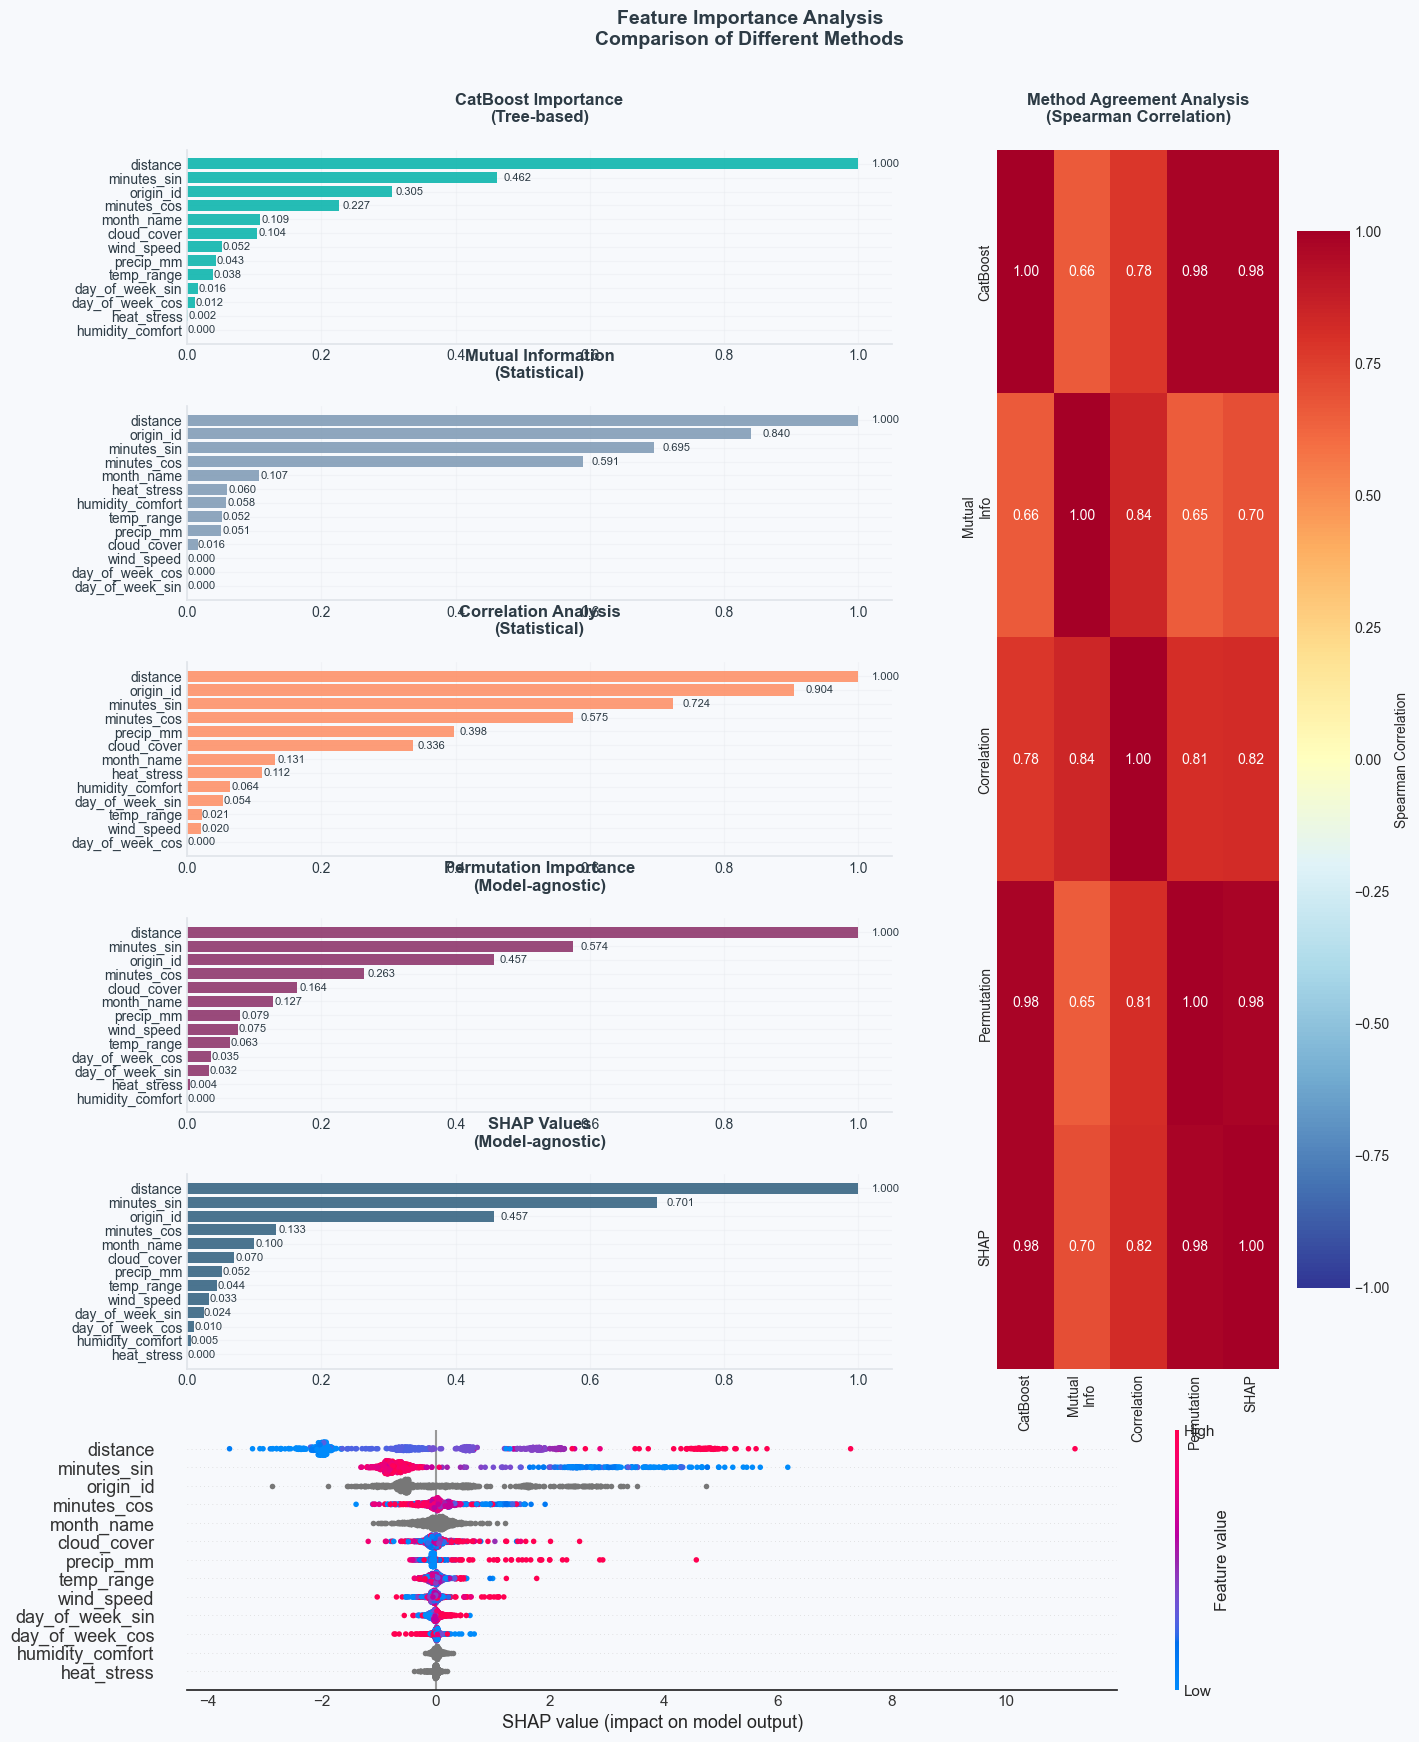 Feature Importance Analysis
Comparison of Different Methods
CatBoost Importance
(Tree-based)
distance 1.000
minutes_sin 0.462
origin_id 0.305
minutes_cos 0.227
month_name 0.109
cloud_cover 0.104
wind_speed 0.052
precip_mm 0.043
temp_range 0.038
day_of_week_sin 0.016
day_of_week_cos 0.012
heat_stress 0.002
humidity_comfort 0.000
0.0 0.2 0.4 0.6 0.8 1.0
Mutual Information
(Statistical)
distance 1.000
origin_id 0.840
minutes_sin 0.695
minutes_cos 0.591
month_name 0.107
heat_stress 0.060
humidity_comfort 0.058
temp_range 0.052
precip_mm 0.051
cloud_cover 0.016
wind_speed 0.000
day_of_week_cos 0.000
day_of_week_sin 0.000
0.0 0.2 0.4 0.6 0.8 1.0
Correlation Analysis
(Statistical)
distance 1.000
origin_id 0.904
minutes_sin 0.724
minutes_cos 0.575
precip_mm 0.398
cloud_cover 0.336
month_name 0.131
heat_stress 0.112
humidity_comfort 0.064
day_of_week_sin 0.054
temp_range 0.021
wind_speed 0.020
day_of_week_cos 0.000
0.0 0.2 0.4 0.6 0.8 1.0
Permutation Importance
(Model-agnostic)
distance 1.000
minutes_sin 0.574
origin_id 0.457
minutes_cos 0.263
cloud_cover 0.164
month_name 0.127
precip_mm 0.079
wind_speed 0.075
temp_range 0.063
day_of_week_cos 0.035
day_of_week_sin 0.032
heat_stress 0.004
humidity_comfort 0.000
0.0 0.2 0.4 0.6 0.8 1.0
SHAP Values
(Model-agnostic)
distance 1.000
minutes_sin 0.701
origin_id 0.457
minutes_cos 0.133
month_name 0.100
cloud_cover 0.070
precip_mm 0.052
temp_range 0.044
wind_speed 0.033
day_of_week_sin 0.024
day_of_week_cos 0.010
humidity_comfort 0.005
heat_stress 0.000
0.0 0.2 0.4 0.6 0.8 1.0
Method Agreement Analysis
(Spearman Correlation)
CatBoost
1.00 0.66 0.78 0.98 0.98
Mutual
Info
0.66 1.00 0.84 0.65 0.70
Correlation
0.78 0.84 1.00 0.81 0.82
Permutation
0.98 0.65 0.81 1.00 0.98
SHAP
0.98 0.70 0.82 0.98 1.00
CatBoost
Mutual
Info
Correlation
Permutation
SHAP
1.00
0.75
0.50
0.25
0.00
−0.25
−0.50
−0.75
−1.00
Spearman Correlation
distance
minutes_sin
origin_id
minutes_cos
month_name
cloud_cover
precip_mm
temp_range
wind_speed
day_of_week_sin
day_of_week_cos
humidity_comfort
heat_stress
−4 −2 0 2 4 6 8 10
SHAP value (impact on model output)
High
Feature value
Low